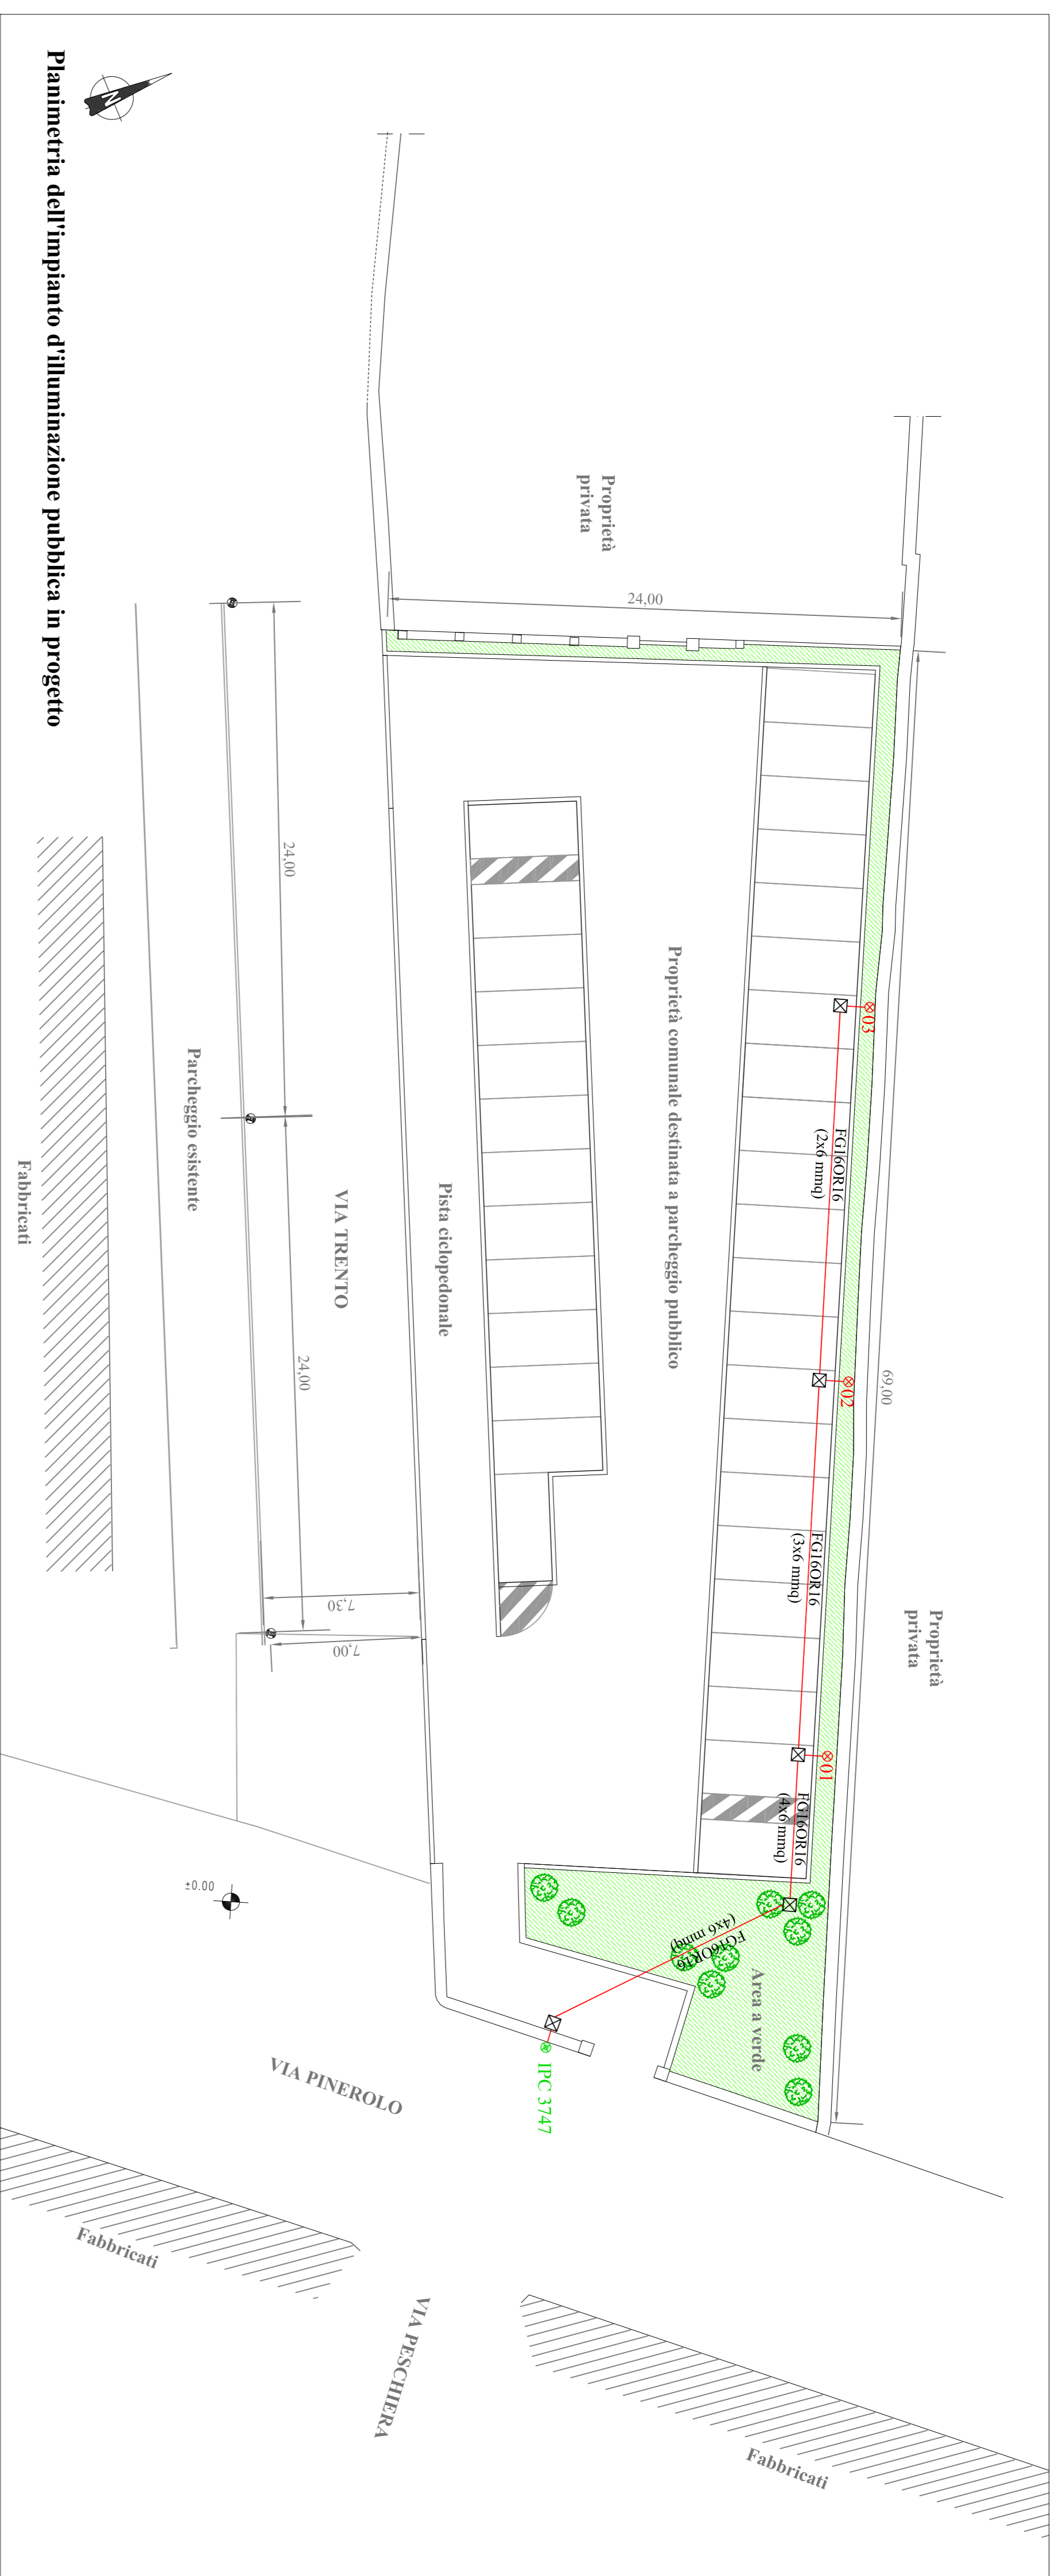 Planimetria dell'impianto d'illuminazione pubblica in progetto
N
Proprietà
privata
24,00
03
FG16OR16
(2x6 mmq)
02
69,00
FG16OR16
(3x6 mmq)
Proprietà
privata
01
FG16OR16
(4x6 mmq)
FG16OR16
(4x6 mmq)
Area a verde
IPC 3747
Proprietà comunale destinata a parcheggio pubblico
Pista ciclopedonale
VIA TRENTO
24,00
24,00
7,30
7,00
Parcheggio esistente
Fabbricati
±0.00
VIA PINEROLO
Fabbricati
VIA PESCHIERA
Fabbricati